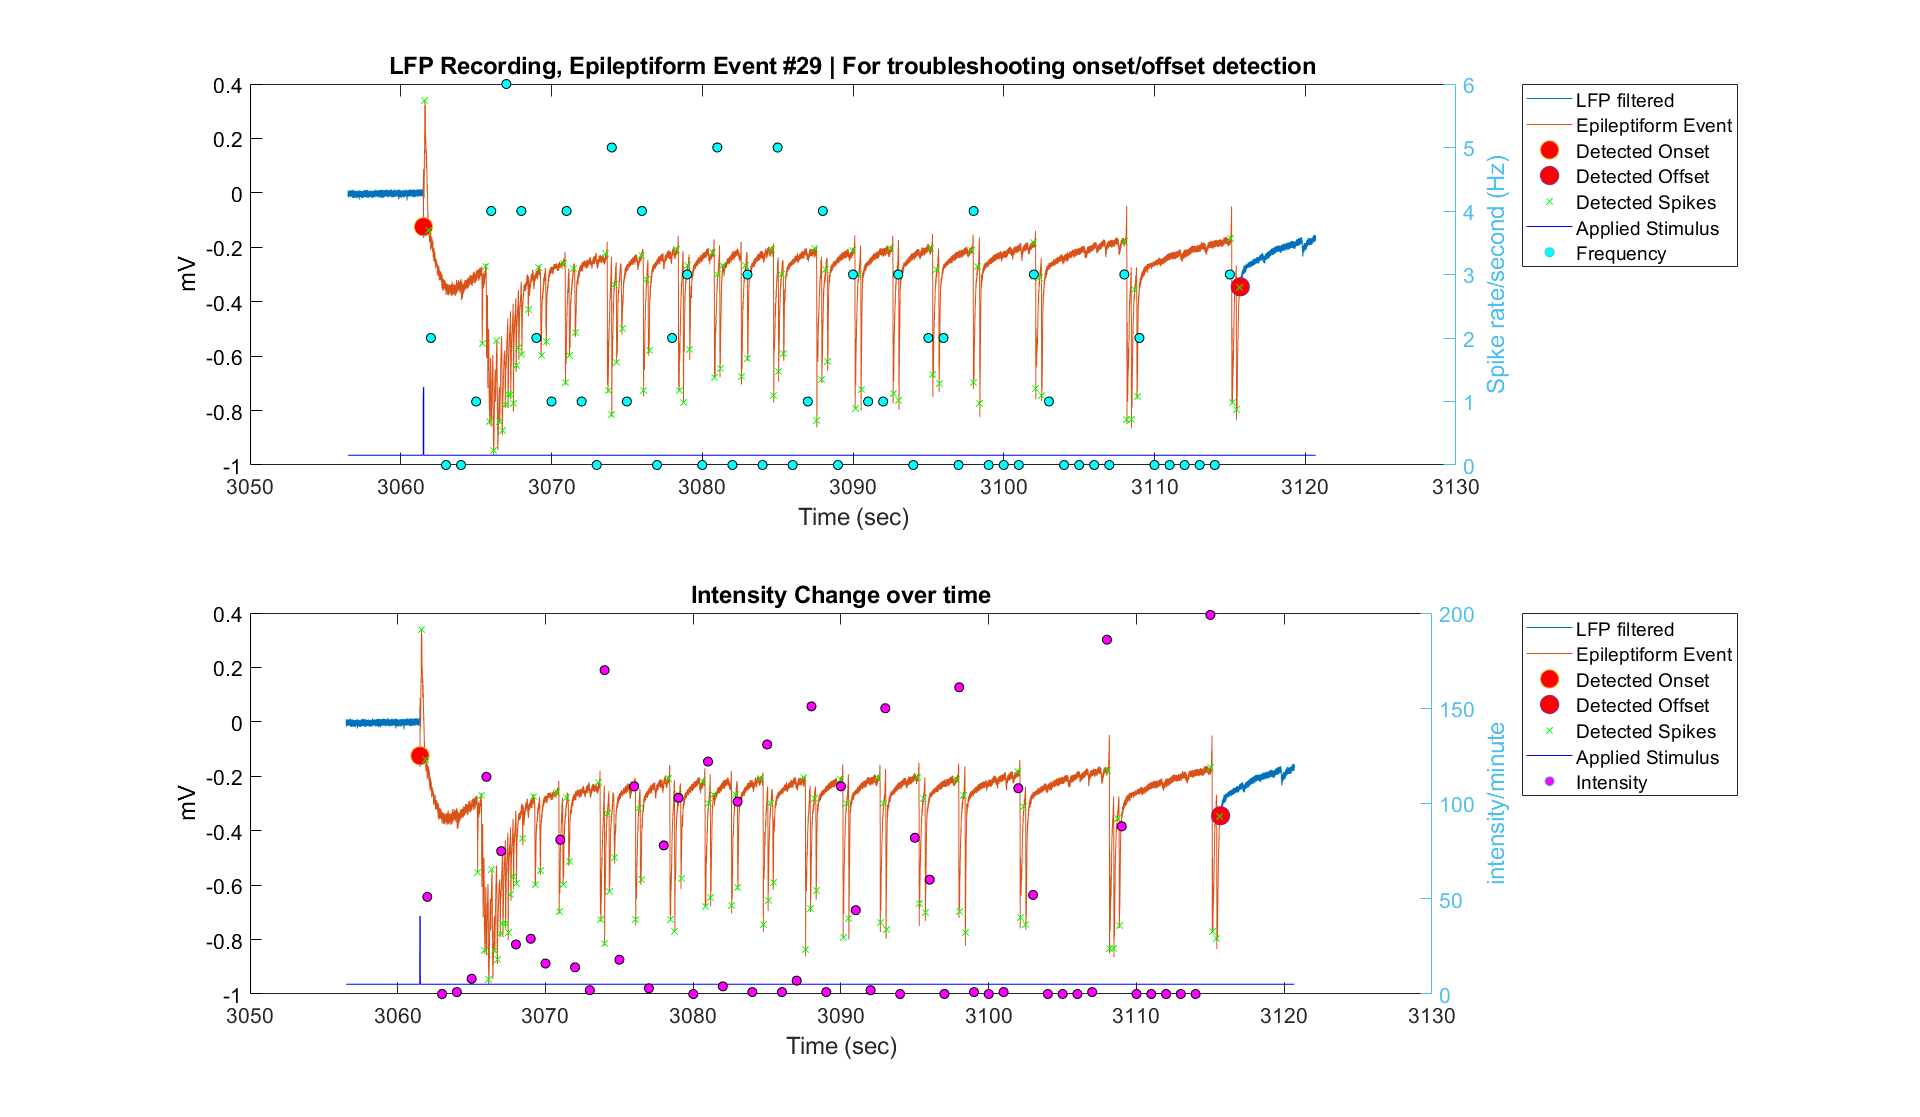 LFP Recording, Epileptiform Event #29 | For troubleshooting onset/offset detection
0.4
0.2
0
-0.2
-0.4
-0.6
-0.8
-1
mV
3050
3060
3070
3080
3090
3100
3110
3120
3130
Time (sec)
6
5
4
3
2
1
0
Spike rate/second (Hz)
LFP filtered
Epileptiform Event
Detected Onset
Detected Offset
Detected Spikes
Applied Stimulus
Frequency
Intensity Change over time
0.4
0.2
0
-0.2
-0.4
-0.6
-0.8
-1
mV
3050
3060
3070
3080
3090
3100
3110
3120
3130
Time (sec)
200
150
100
50
0
intensity/minute
LFP filtered
Epileptiform Event
Detected Onset
Detected Offset
Detected Spikes
Applied Stimulus
Intensity